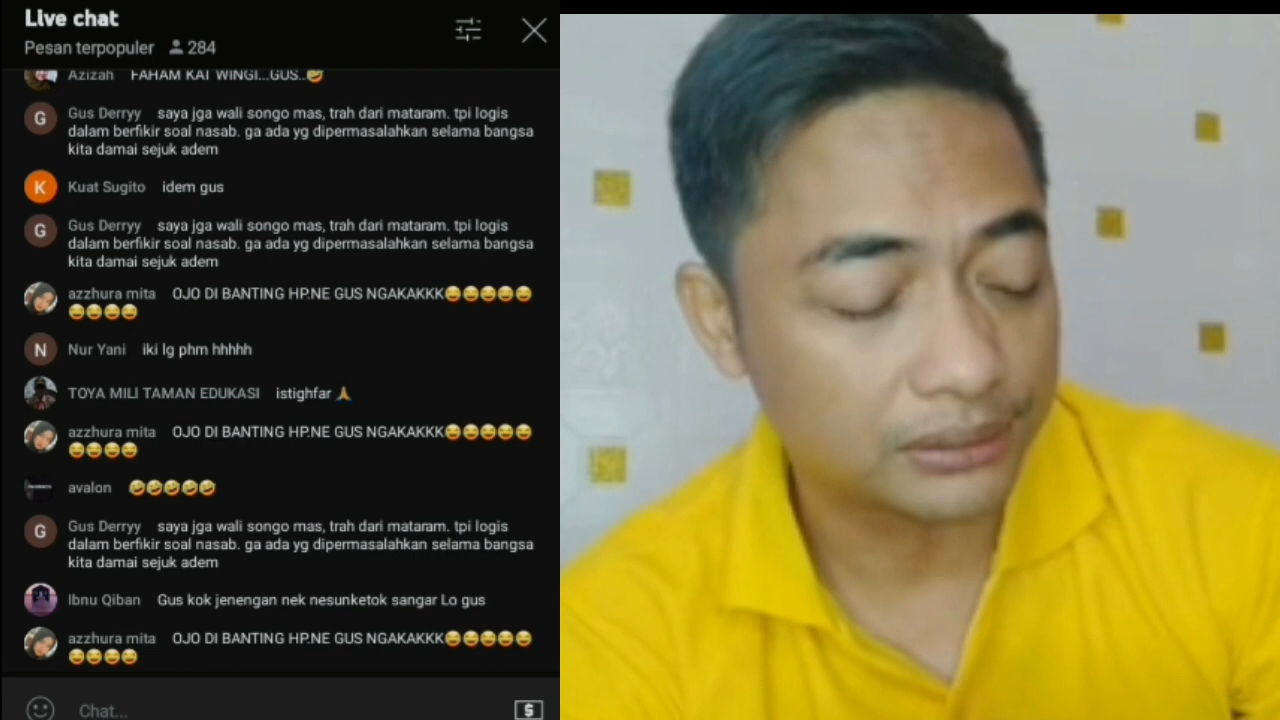 Live chat
Pesan terpopuler 284
Azizah FAHAM KAT WINGI...GUS..🤣
G Gus Derryy saya jga wali songo mas, trah dari mataram. tpi logis
dalam berfikir soal nasab. ga ada yg dipermasalahkan selama bangsa
kita damai sejuk adem
K Kuat Sugito idem gus
G Gus Derryy saya jga wali songo mas, trah dari mataram. tpi logis
dalam berfikir soal nasab. ga ada yg dipermasalahkan selama bangsa
kita damai sejuk adem
azzhura mita OJO DI BANTING HP.NE GUS NGAKAKKK😂😂😂😂😂
😂😂😂😂
N Nur Yani iki lg phm hhhhh
TOYA MILI TAMAN EDUKASI istighfar 🙏
azzhura mita OJO DI BANTING HP.NE GUS NGAKAKKK😂😂😂😂😂
😂😂😂😂
avalon 🤣🤣🤣🤣🤣
G Gus Derryy saya jga wali songo mas, trah dari mataram. tpi logis
dalam berfikir soal nasab. ga ada yg dipermasalahkan selama bangsa
kita damai sejuk adem
Ibnu Qiban Gus kok jenengan nek nesunketok sangar Lo gus
azzhura mita OJO DI BANTING HP.NE GUS NGAKAKKK😂😂😂😂😂
😂😂😂😂
Chat... $